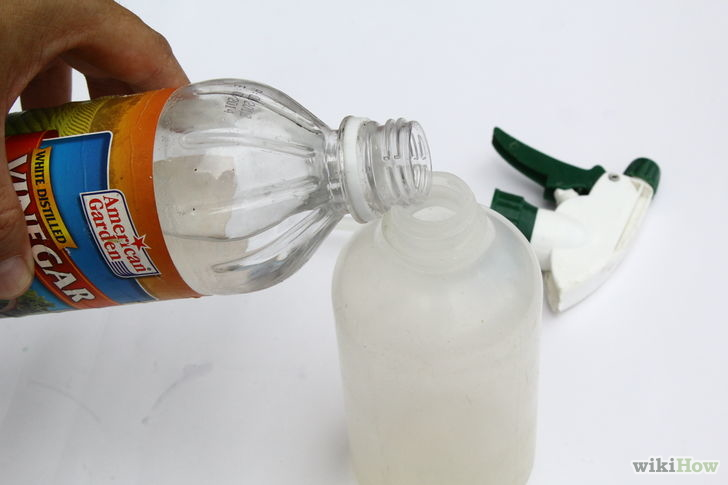 WHITE DISTILLED
VINEGAR
American
Garden
wikiHow